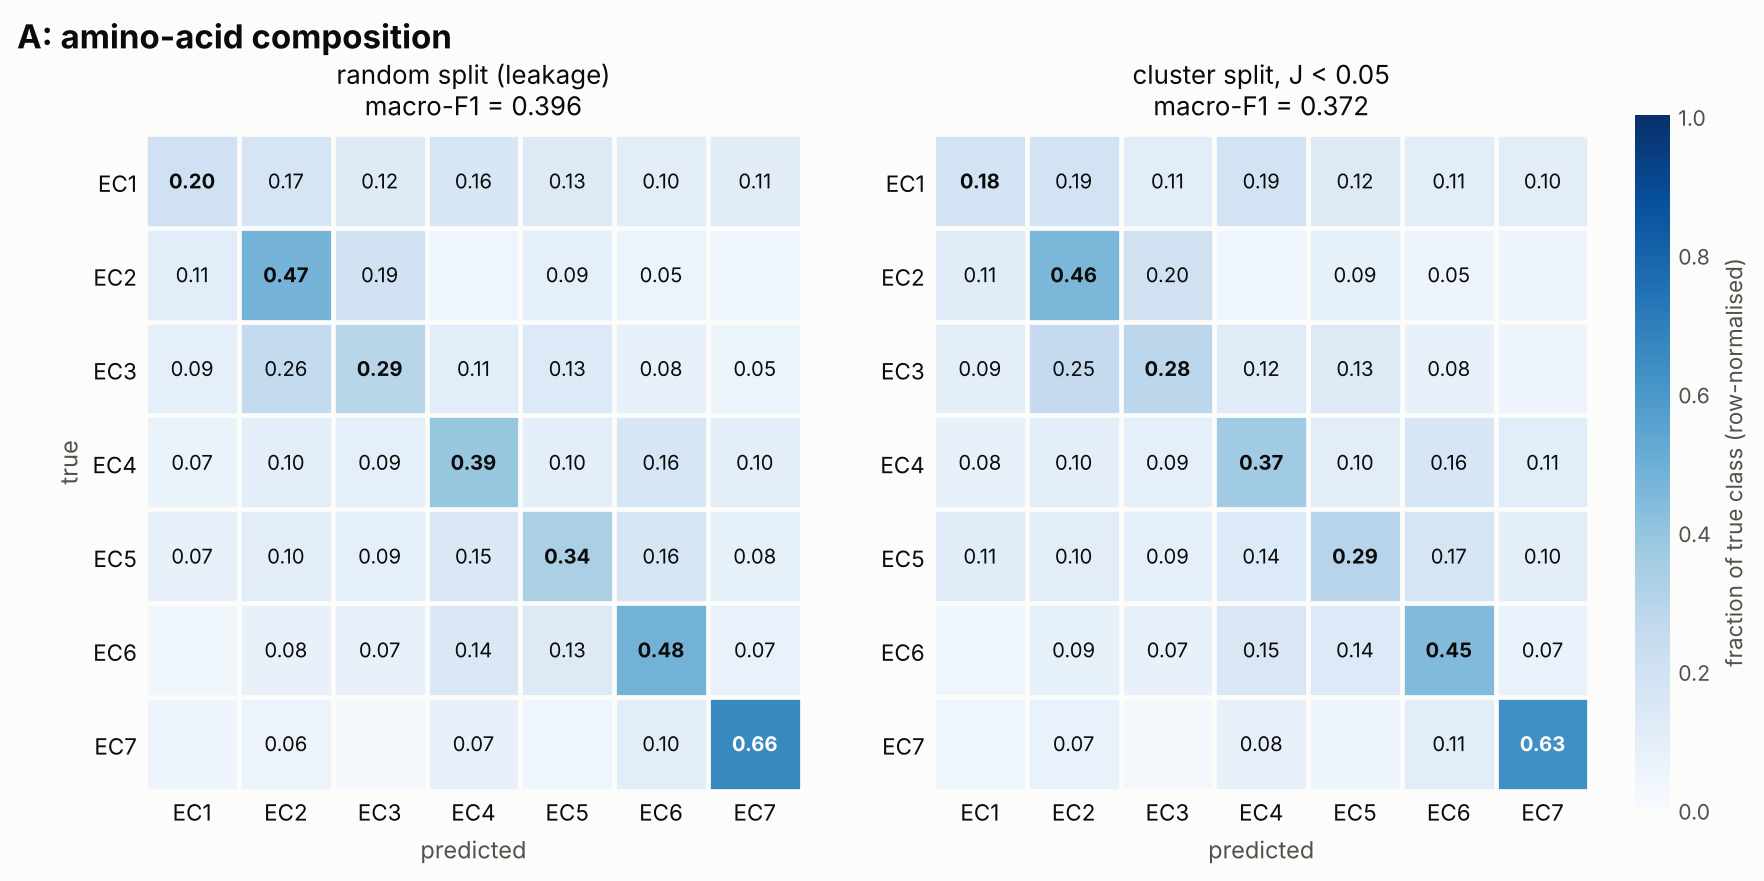 A: amino-acid composition
random split (leakage)
macro-F1 = 0.396
EC1 0.20 0.17 0.12 0.16 0.13 0.10 0.11
EC2 0.11 0.47 0.19 0.09 0.05
EC3 0.09 0.26 0.29 0.11 0.13 0.08 0.05
EC4 0.07 0.10 0.09 0.39 0.10 0.16 0.10
EC5 0.07 0.10 0.09 0.15 0.34 0.16 0.08
EC6 0.08 0.07 0.14 0.13 0.48 0.07
EC7 0.06 0.07 0.10 0.66
EC1 EC2 EC3 EC4 EC5 EC6 EC7
predicted
true
cluster split, J < 0.05
macro-F1 = 0.372
EC1 0.18 0.19 0.11 0.19 0.12 0.11 0.10
EC2 0.11 0.46 0.20 0.09 0.05
EC3 0.09 0.25 0.28 0.12 0.13 0.08
EC4 0.08 0.10 0.09 0.37 0.10 0.16 0.11
EC5 0.11 0.10 0.09 0.14 0.29 0.17 0.10
EC6 0.09 0.07 0.15 0.14 0.45 0.07
EC7 0.07 0.08 0.11 0.63
EC1 EC2 EC3 EC4 EC5 EC6 EC7
predicted
1.0
0.8
0.6
0.4
0.2
0.0
fraction of true class (row-normalised)